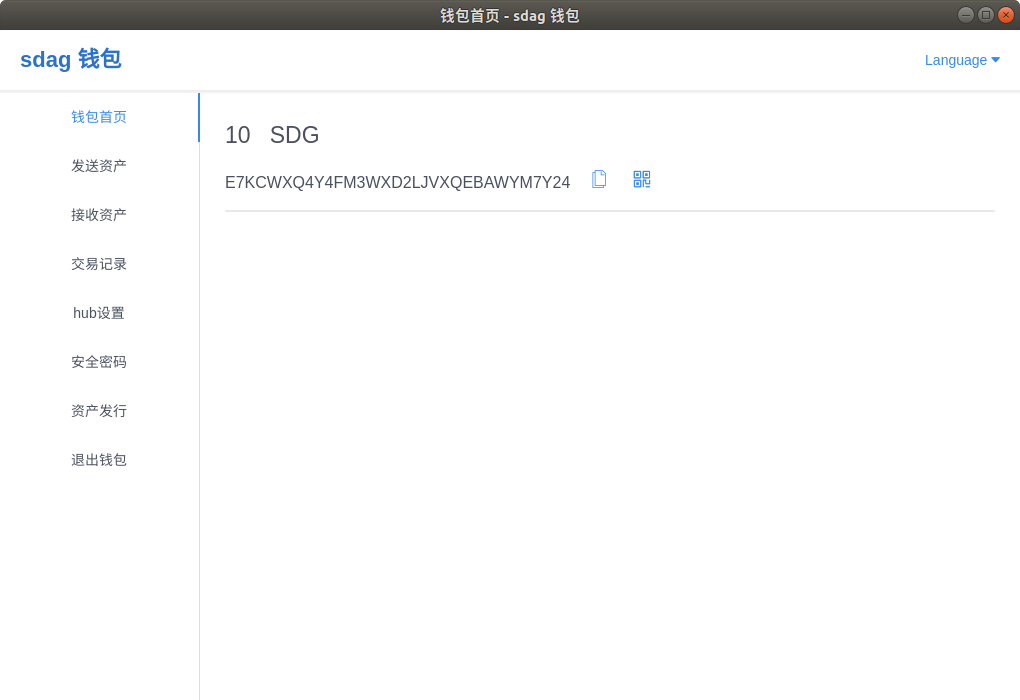 钱包首页 - sdag 钱包
sdag 钱包
Language
钱包首页
发送资产
接收资产
交易记录
hub设置
安全密码
资产发行
退出钱包
10 SDG
E7KCWXQ4Y4FM3WXD2LJVXQEBAWYM7Y24